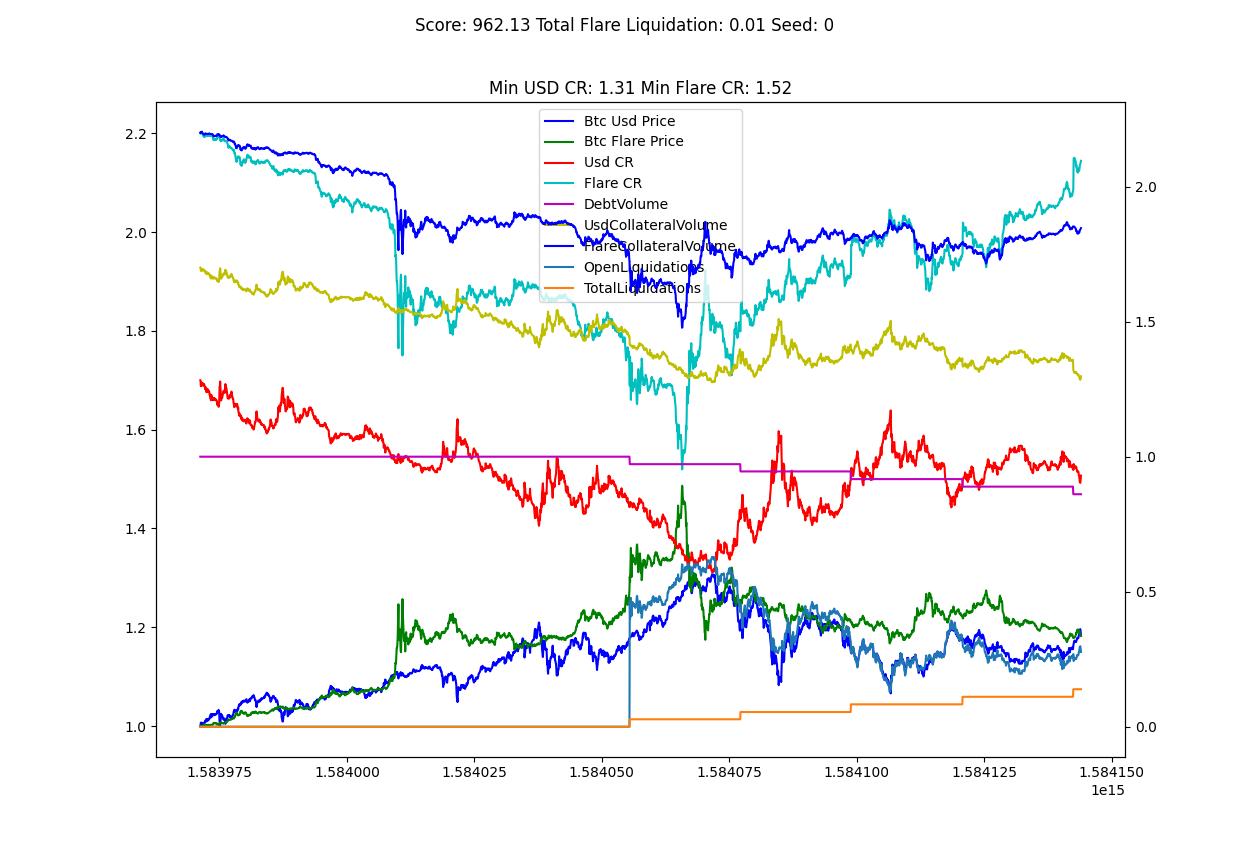 Score: 962.13 Total Flare Liquidation: 0.01 Seed: 0
Min USD CR: 1.31 Min Flare CR: 1.52
Btc Usd Price
Btc Flare Price
Usd CR
Flare CR
DebtVolume
UsdCollateralVolume
FlareCollateralVolume
OpenLiquidations
TotalLiquidations
2.2
2.0
1.8
1.6
1.4
1.2
1.0
2.0
1.5
1.0
0.5
0.0
1.583975 1.584000 1.584025 1.584050 1.584075 1.584100 1.584125 1.584150
1e15